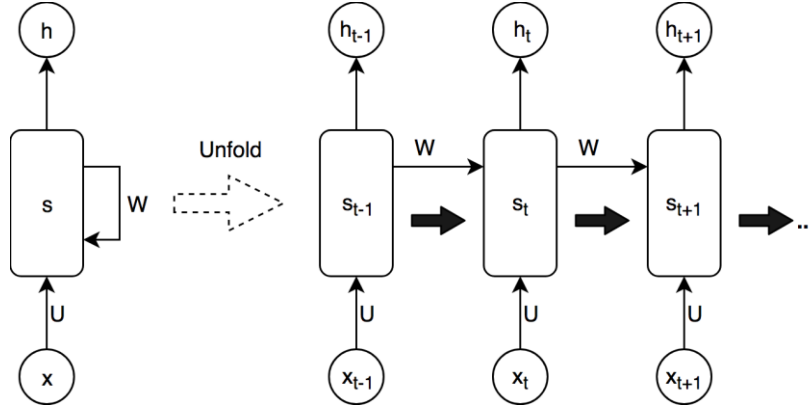 h h_{t-1} h_t h_{t+1}
Unfold W W
s W s_{t-1} s_t s_{t+1} ..
U U U U
x x_{t-1} x_t x_{t+1}